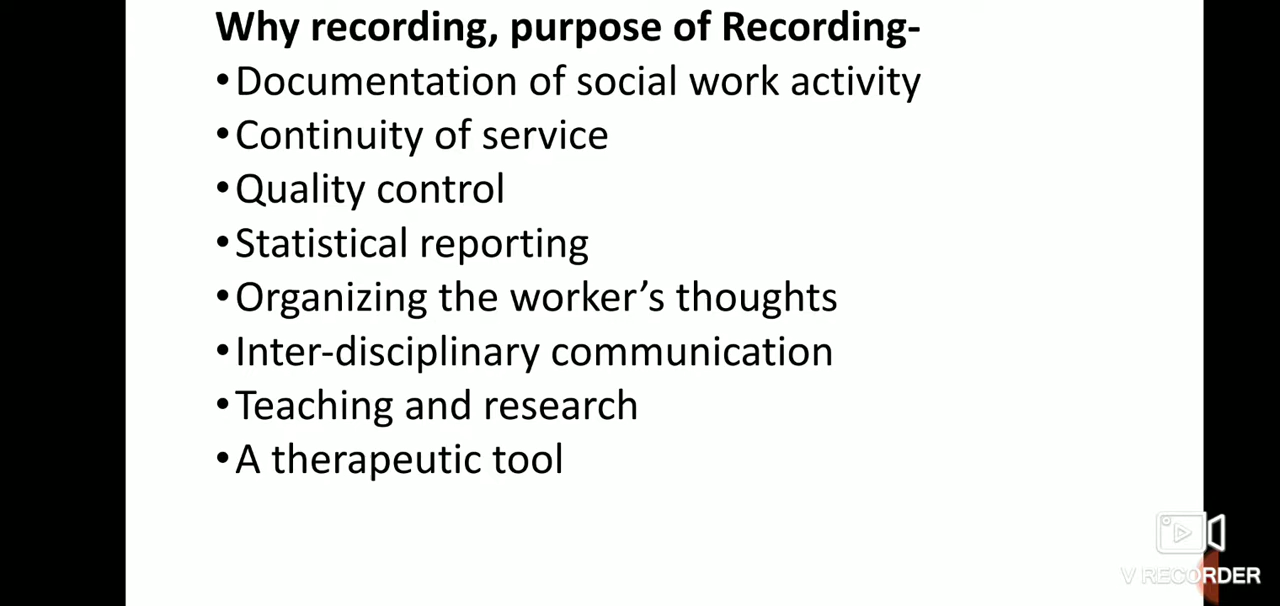 Why recording, purpose of Recording-
•Documentation of social work activity
•Continuity of service
•Quality control
•Statistical reporting
•Organizing the worker’s thoughts
•Inter-disciplinary communication
•Teaching and research
•A therapeutic tool
V RECORDER